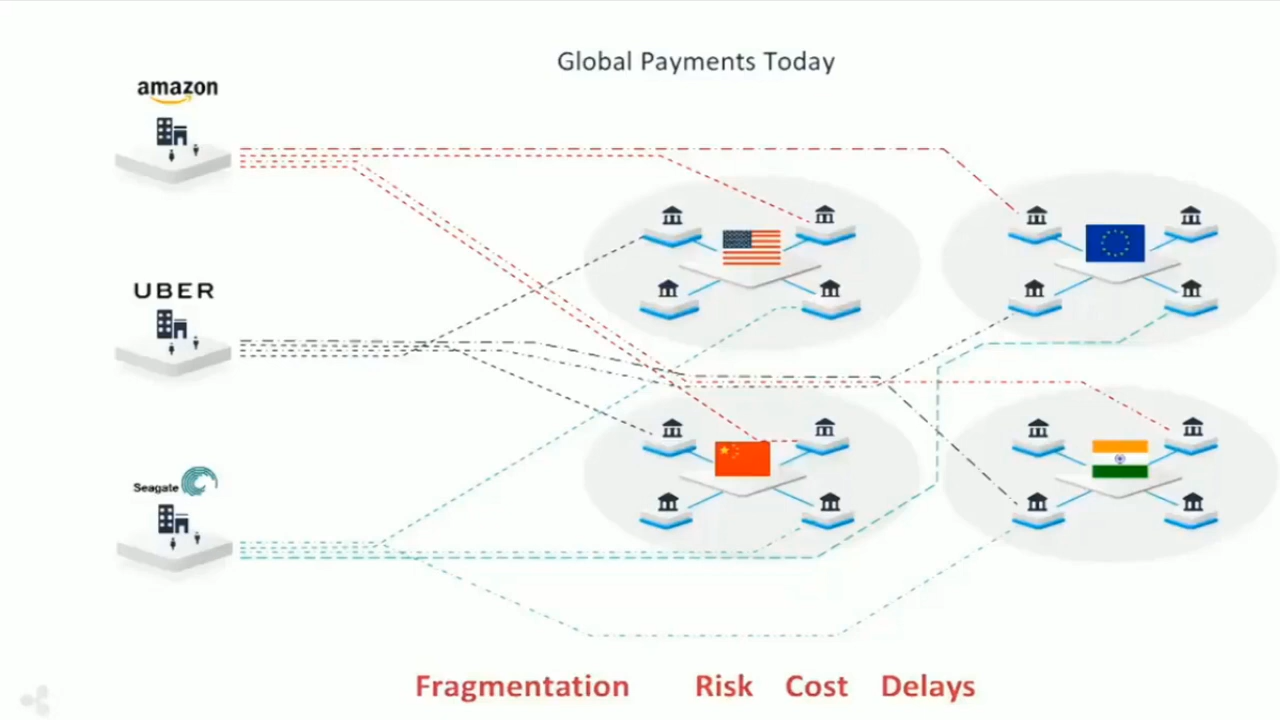 Global Payments Today
amazon
UBER
Seagate
Fragmentation Risk Cost Delays